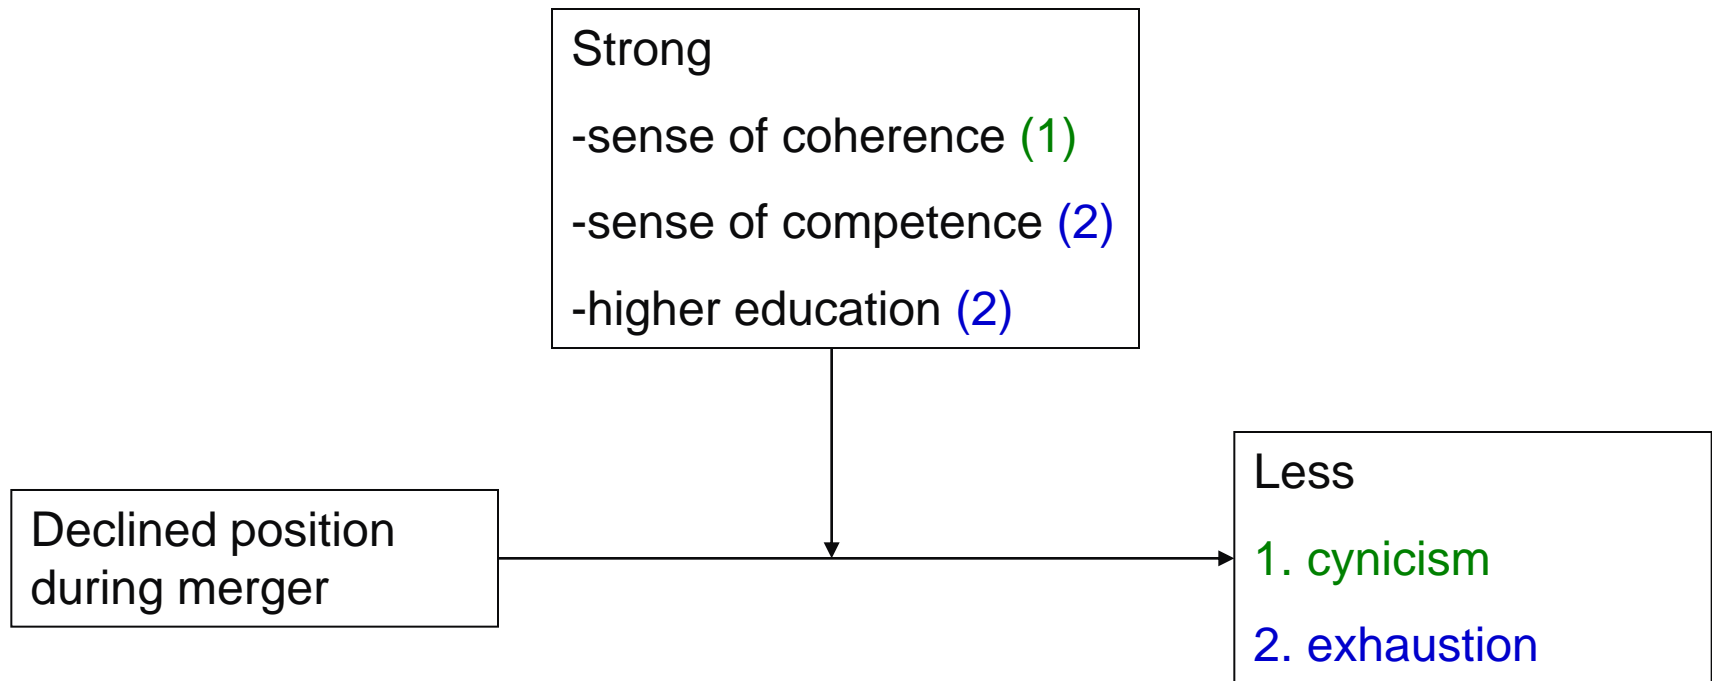 Strong
-sense of coherence (1)
-sense of competence (2)
-higher education (2)
Declined position
during merger
Less
1. cynicism
2. exhaustion